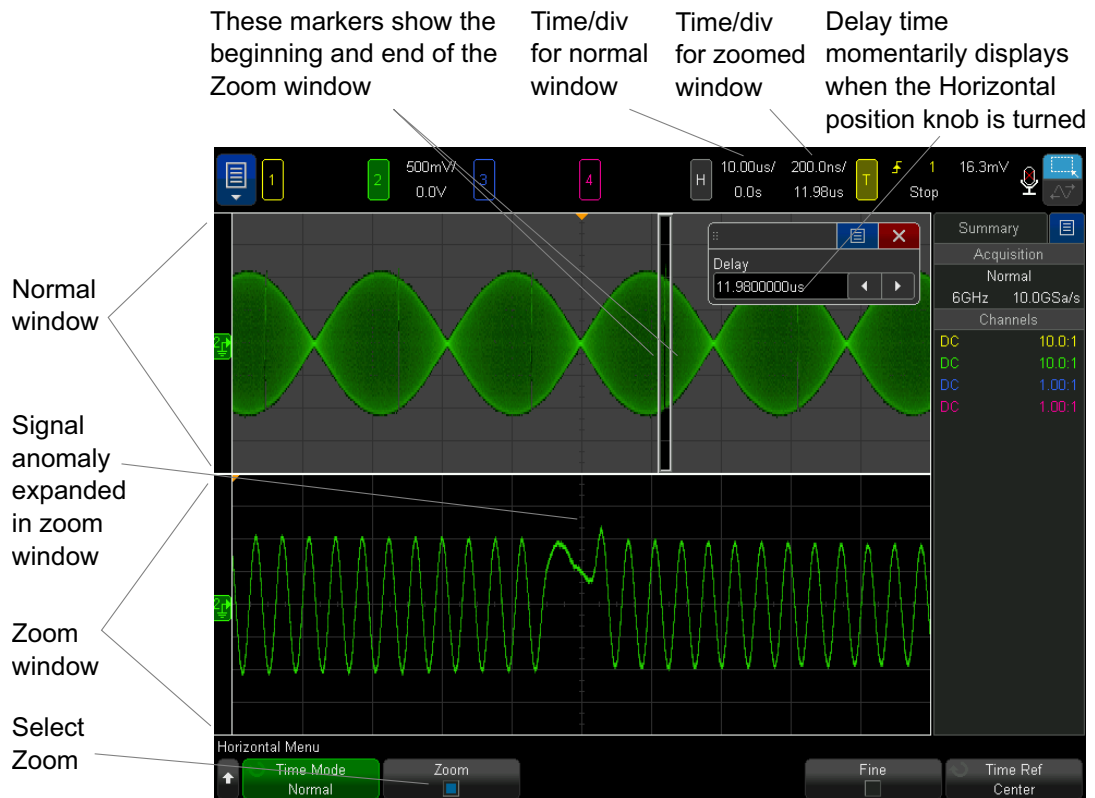 These markers show the
beginning and end of the
Zoom window
Time/div
for normal
window
Time/div
for zoomed
window
Delay time
momentarily displays
when the Horizontal
position knob is turned
1
2
500mV/
0.0V
3
4
H
10.00us/
0.0s
200.0ns/
11.98us
T
1
Stop
16.3mV
Normal
window
Signal
anomaly
expanded
in zoom
window
Zoom
window
Select
Zoom
Delay
11.9800000us
Summary
Acquisition
Normal
6GHz 10.0GSa/s
Channels
DC 10.0:1
DC 10.0:1
DC 1.00:1
DC 1.00:1
2
2
Horizontal Menu
Time Mode
Normal
Zoom
Fine
Time Ref
Center